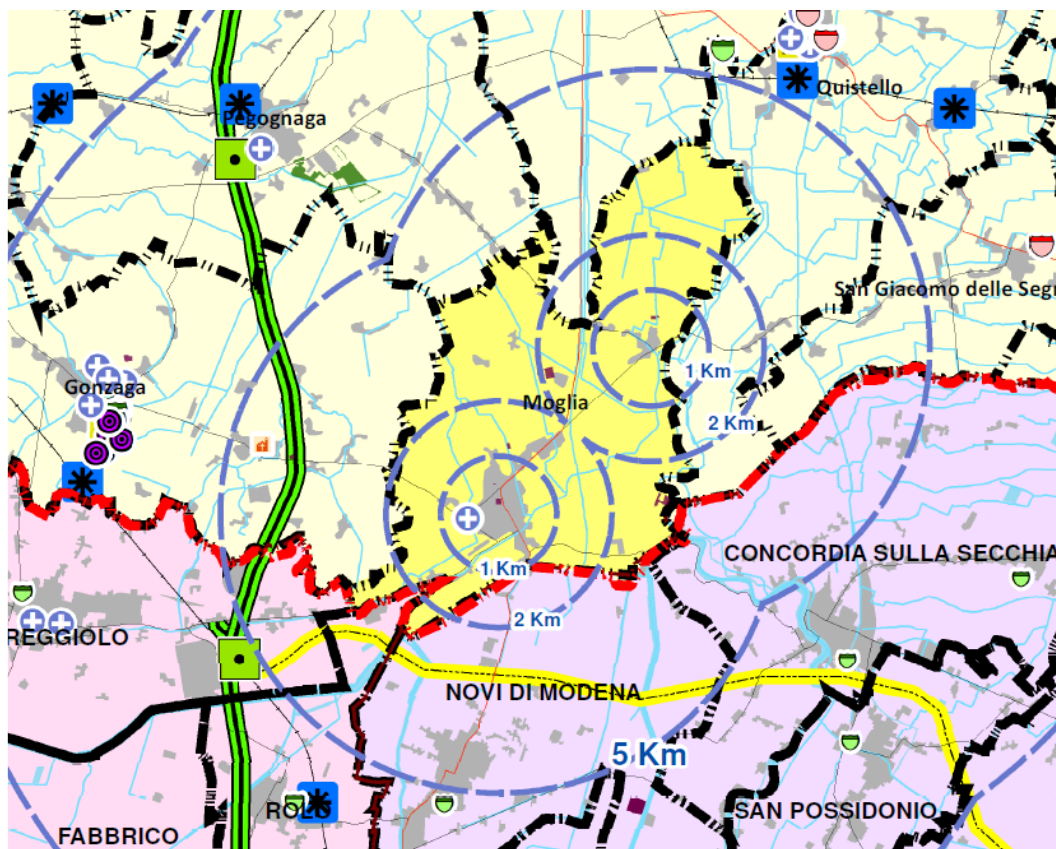 Quistello
Pegognaga
San Giacomo delle Segn
1 Km
Gonzaga
Moglia
2 Km
CONCORDIA SULLA SECCHIA
1 Km
2 Km
REGGIOLO
NOVI DI MODENA
5 Km
ROLO
SAN POSSIDONIO
FABBRICO